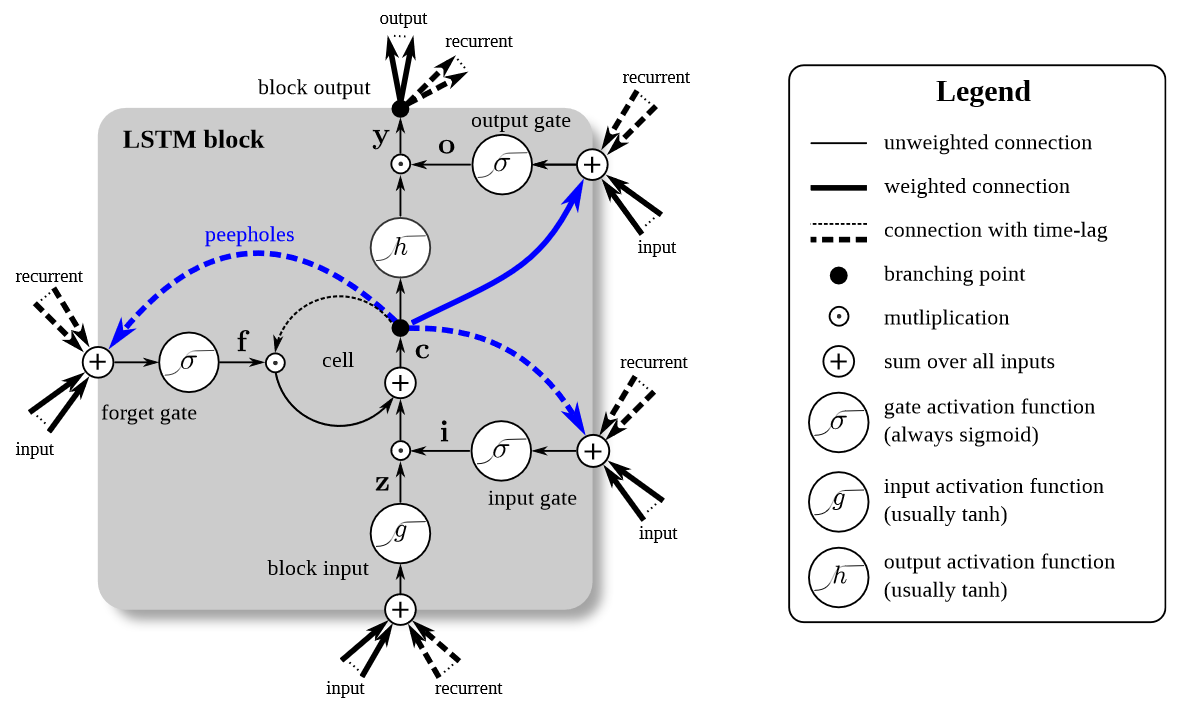 output
recurrent
block output
LSTM block
y
output gate
o
σ
+
recurrent
input
h
peepholes
recurrent
+
σ
f
cell
c
+
forget gate
input
i
σ
+
recurrent
input gate
input
z
g
block input
+
input
recurrent
Legend
unweighted connection
weighted connection
connection with time-lag
branching point
mutliplication
+
sum over all inputs
σ
gate activation function
(always sigmoid)
g
input activation function
(usually tanh)
h
output activation function
(usually tanh)